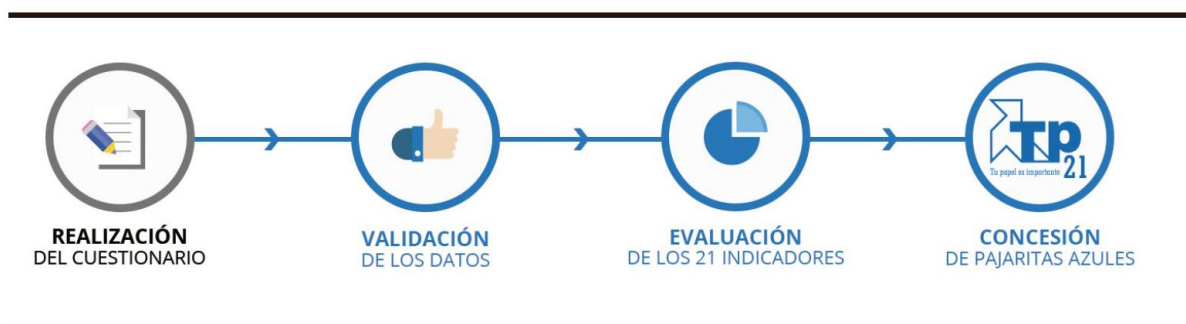 REALIZACIÓN
DEL CUESTIONARIO
VALIDACIÓN
DE LOS DATOS
EVALUACIÓN
DE LOS 21 INDICADORES
Tp
Tu papel es importante 21
CONCESIÓN
DE PAJARITAS AZULES